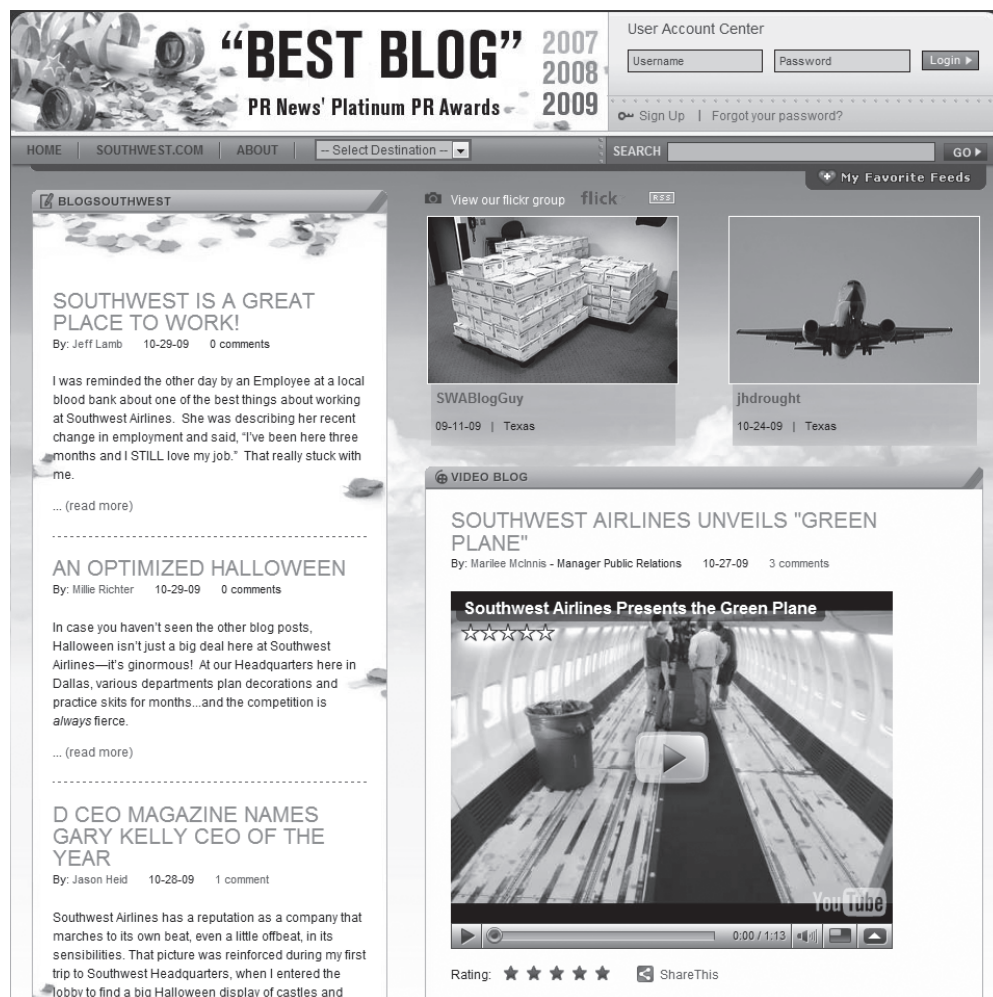 “BEST BLOG”
PR News' Platinum PR Awards
2007
2008
2009
User Account Center
Username
Password
Login
Sign Up | Forgot your password?
HOME | SOUTHWEST.COM | ABOUT |
-- Select Destination --
SEARCH
GO
My Favorite Feeds
BLOGSOUTHWEST
SOUTHWEST IS A GREAT
PLACE TO WORK!
By: Jeff Lamb 10-29-09 0 comments
I was reminded the other day by an Employee at a local
blood bank about one of the best things about working
at Southwest Airlines. She was describing her recent
change in employment and said, “I’ve been here three
months and I STILL love my job.” That really stuck with
me.
... (read more)
AN OPTIMIZED HALLOWEEN
By: Millie Richter 10-29-09 0 comments
In case you haven’t seen the other blog posts,
Halloween isn’t just a big deal here at Southwest
Airlines—it’s ginormous! At our Headquarters here in
Dallas, various departments plan decorations and
practice skits for months...and the competition is
always fierce.
... (read more)
D CEO MAGAZINE NAMES
GARY KELLY CEO OF THE
YEAR
By: Jason Heid 10-28-09 1 comment
Southwest Airlines has a reputation as a company that
marches to its own beat, even a little offbeat, in its
sensibilities. That picture was reinforced during my first
trip to Southwest Headquarters, when I entered the
lobby to find a big Halloween display of castles and
View our flickr group
flick
RSS
SWABlogGuy
09-11-09 | Texas
jhdrought
10-24-09 | Texas
VIDEO BLOG
SOUTHWEST AIRLINES UNVEILS "GREEN
PLANE"
By: Marilee McInnis - Manager Public Relations 10-27-09 3 comments
Southwest Airlines Presents the Green Plane
YouTube
0:00 / 1:13
Rating:
ShareThis